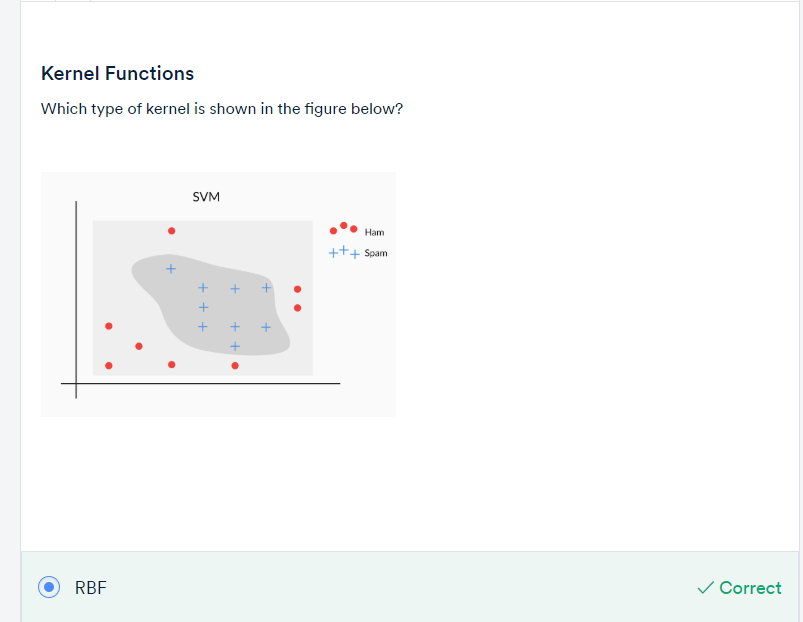 Kernel Functions
Which type of kernel is shown in the figure below?
SVM
Ham
Spam
RBF
Correct